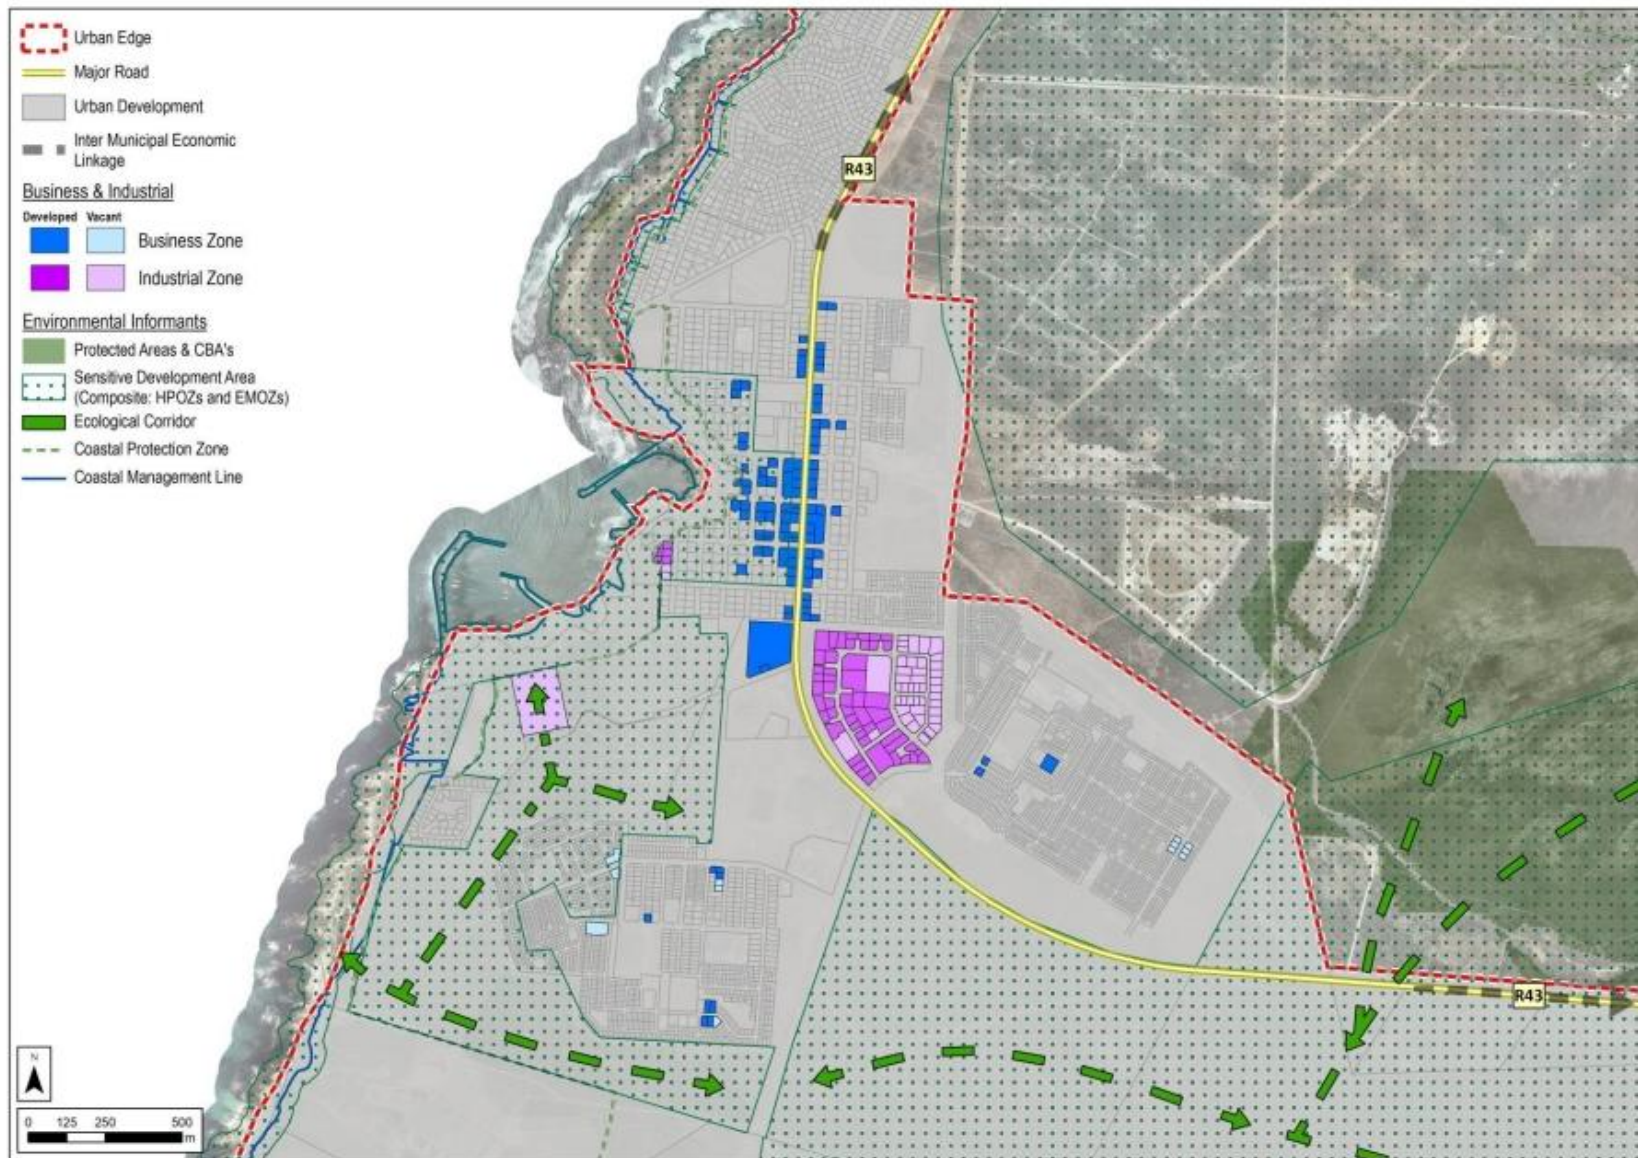 Urban Edge
Major Road
Urban Development
Inter Municipal Economic
Linkage
Business & Industrial
Developed Vacant
Business Zone
Industrial Zone
Environmental Informants
Protected Areas & CBA's
Sensitive Development Area
(Composite: HPOZs and EMOZs)
Ecological Corridor
Coastal Protection Zone
Coastal Management Line
R43
R43
N
0 125 250 500
m